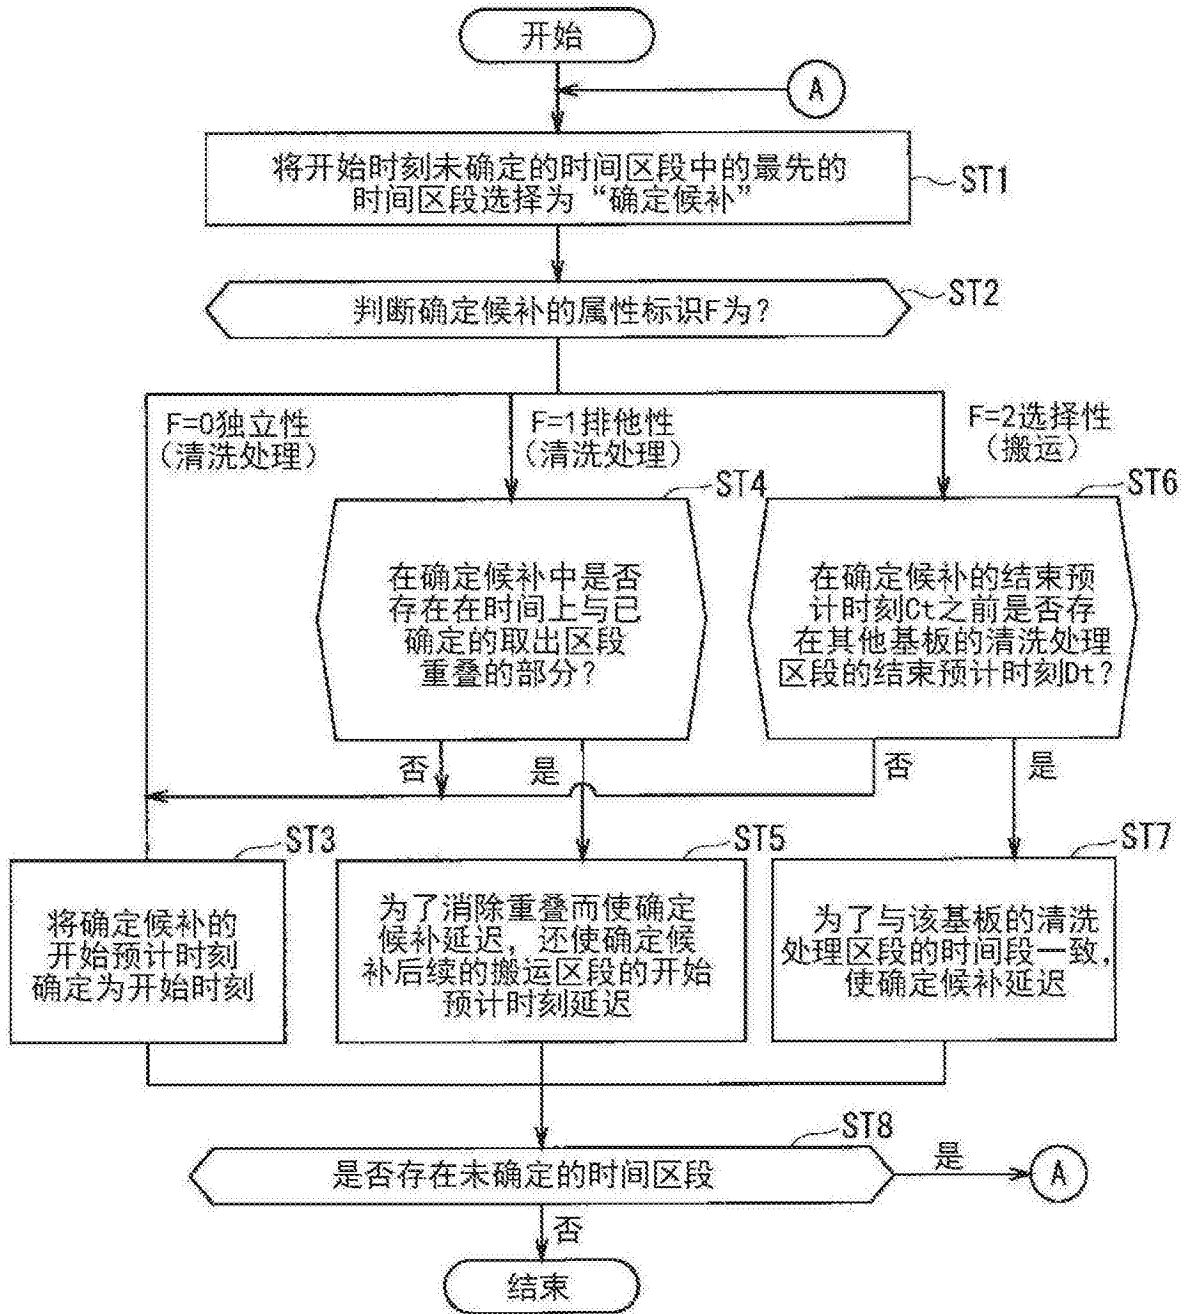 开始
A
将开始时刻未确定的时间区段中的最先的
时间区段选择为“确定候补”
ST1
判断确定候补的属性标识F为?
ST2
F=0独立性
(清洗处理)
F=1排他性
(清洗处理)
F=2选择性
(搬运)
ST4
在确定候补中是否
存在在时间上与已
确定的取出区段
重叠的部分?
ST6
在确定候补的结束预
计时刻Ct之前是否存
在其他基板的清洗处理
区段的结束预计时刻Dt?
否
是
否
是
ST3
将确定候补的
开始预计时刻
确定为开始时刻
ST5
为了消除重叠而使确定
候补延迟,还使确定候
补后续的搬运区段的开始
预计时刻延迟
ST7
为了与该基板的清洗
处理区段的时间段一致,
使确定候补延迟
ST8
是否存在未确定的时间区段
是
A
否
结束